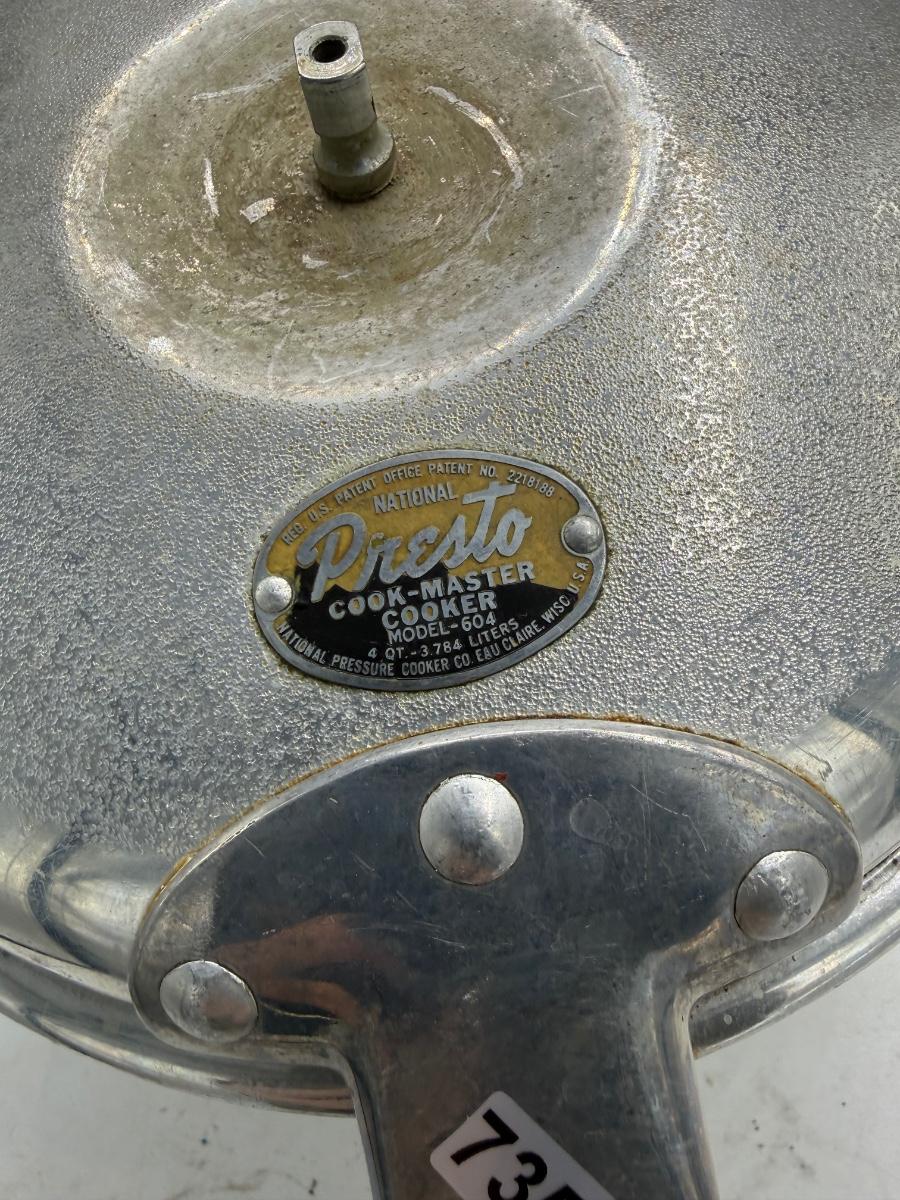 REG. U.S. PATENT OFFICE PATENT NO. 2218188
NATIONAL
Presto
COOK-MASTER
COOKER
MODEL-604
4 QT.-3.784 LITERS
NATIONAL PRESSURE COOKER CO. EAU CLAIRE, WISC. U.S.A.